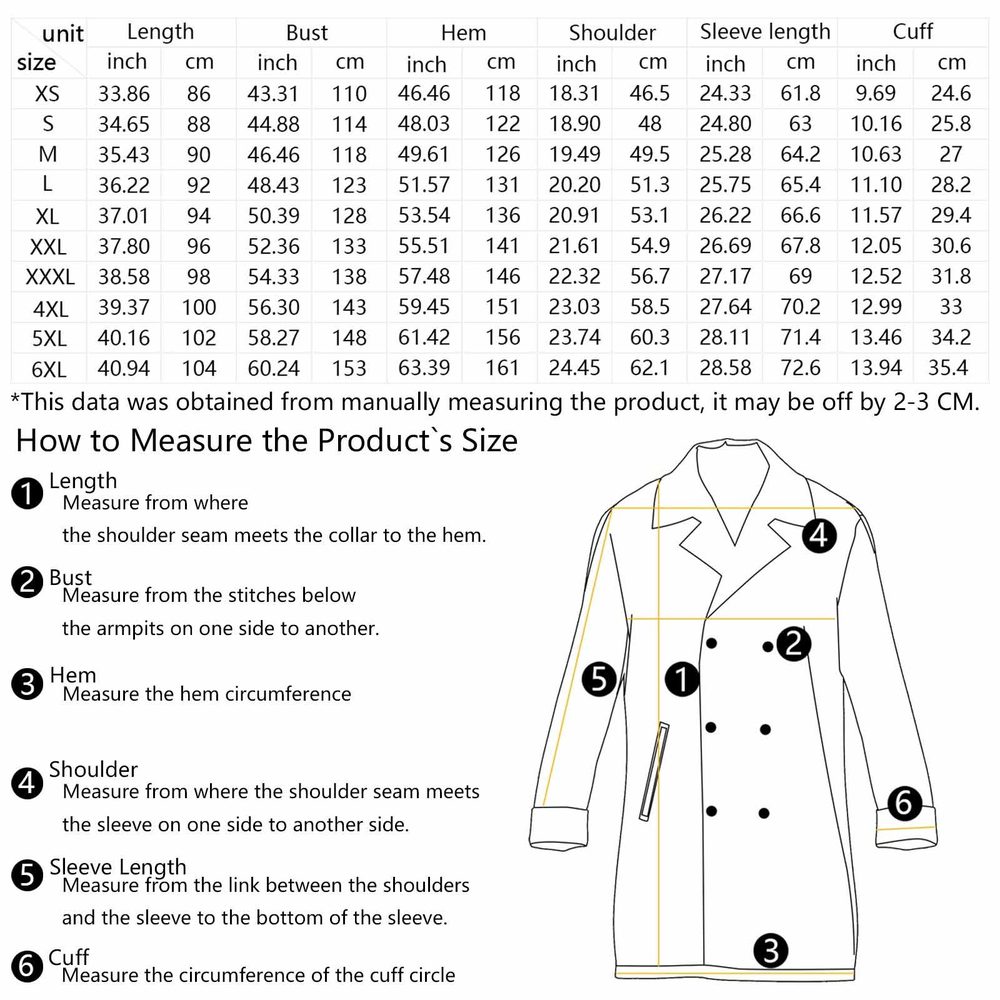 unit Length Bust Hem Shoulder Sleeve length Cuff
size inch cm inch cm inch cm inch cm inch cm inch cm
XS 33.86 86 43.31 110 46.46 118 18.31 46.5 24.33 61.8 9.69 24.6
S 34.65 88 44.88 114 48.03 122 18.90 48 24.80 63 10.16 25.8
M 35.43 90 46.46 118 49.61 126 19.49 49.5 25.28 64.2 10.63 27
L 36.22 92 48.43 123 51.57 131 20.20 51.3 25.75 65.4 11.10 28.2
XL 37.01 94 50.39 128 53.54 136 20.91 53.1 26.22 66.6 11.57 29.4
XXL 37.80 96 52.36 133 55.51 141 21.61 54.9 26.69 67.8 12.05 30.6
XXXL 38.58 98 54.33 138 57.48 146 22.32 56.7 27.17 69 12.52 31.8
4XL 39.37 100 56.30 143 59.45 151 23.03 58.5 27.64 70.2 12.99 33
5XL 40.16 102 58.27 148 61.42 156 23.74 60.3 28.11 71.4 13.46 34.2
6XL 40.94 104 60.24 153 63.39 161 24.45 62.1 28.58 72.6 13.94 35.4
*This data was obtained from manually measuring the product, it may be off by 2-3 CM.
How to Measure the Product`s Size
1 Length
Measure from where
the shoulder seam meets the collar to the hem.
2 Bust
Measure from the stitches below
the armpits on one side to another.
3 Hem
Measure the hem circumference
4 Shoulder
Measure from where the shoulder seam meets
the sleeve on one side to another side.
5 Sleeve Length
Measure from the link between the shoulders
and the sleeve to the bottom of the sleeve.
6 Cuff
Measure the circumference of the cuff circle
4
2
5
1
6
3